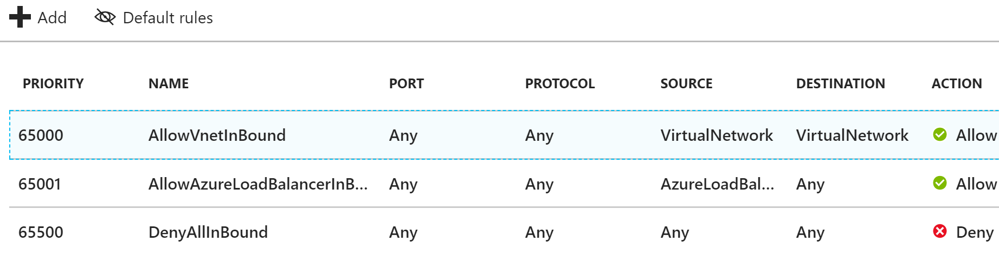 Add Default rules
PRIORITY NAME PORT PROTOCOL SOURCE DESTINATION ACTION
65000 AllowVnetInBound Any Any VirtualNetwork VirtualNetwork Allow
65001 AllowAzureLoadBalancerInB... Any Any AzureLoadBal... Any Allow
65500 DenyAllInBound Any Any Any Any Deny